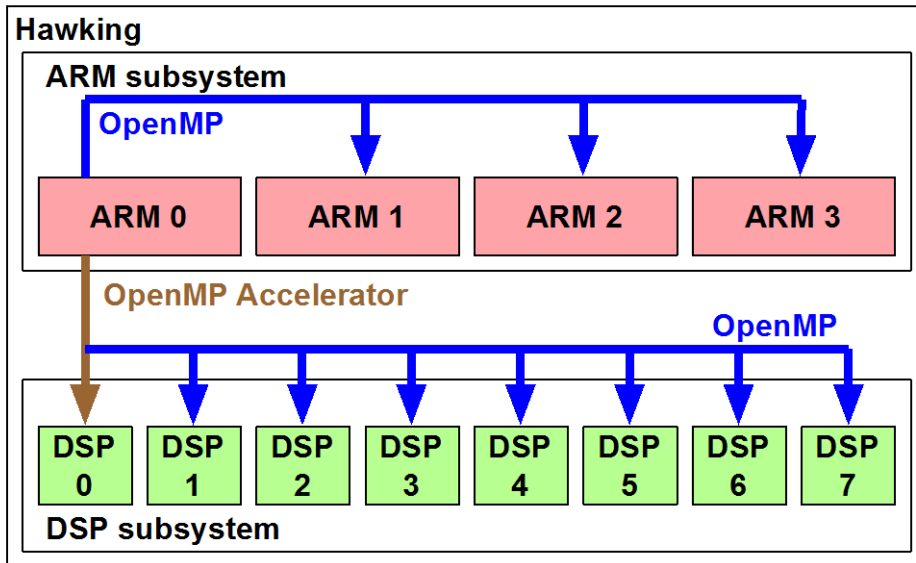 Hawking
ARM subsystem
OpenMP
ARM 0
ARM 1
ARM 2
ARM 3
OpenMP Accelerator
OpenMP
DSP
0
DSP
1
DSP
2
DSP
3
DSP
4
DSP
5
DSP
6
DSP
7
DSP subsystem